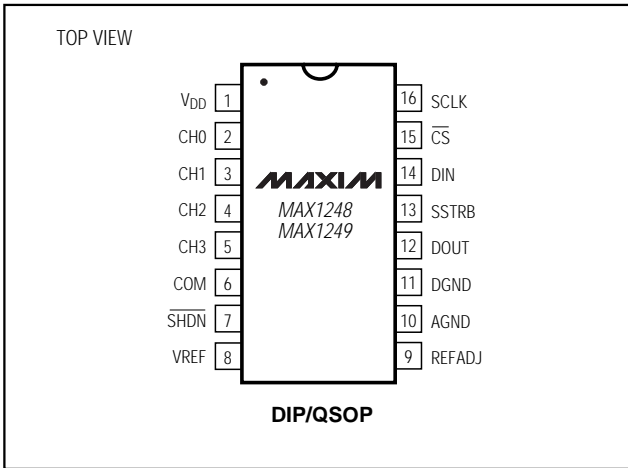 TOP VIEW
VDD 1
CH0 2
CH1 3
CH2 4
CH3 5
COM 6
SHDN 7
VREF 8
MAXIM
MAX1248
MAX1249
16 SCLK
15 CS
14 DIN
13 SSTRB
12 DOUT
11 DGND
10 AGND
9 REFADJ
DIP/QSOP